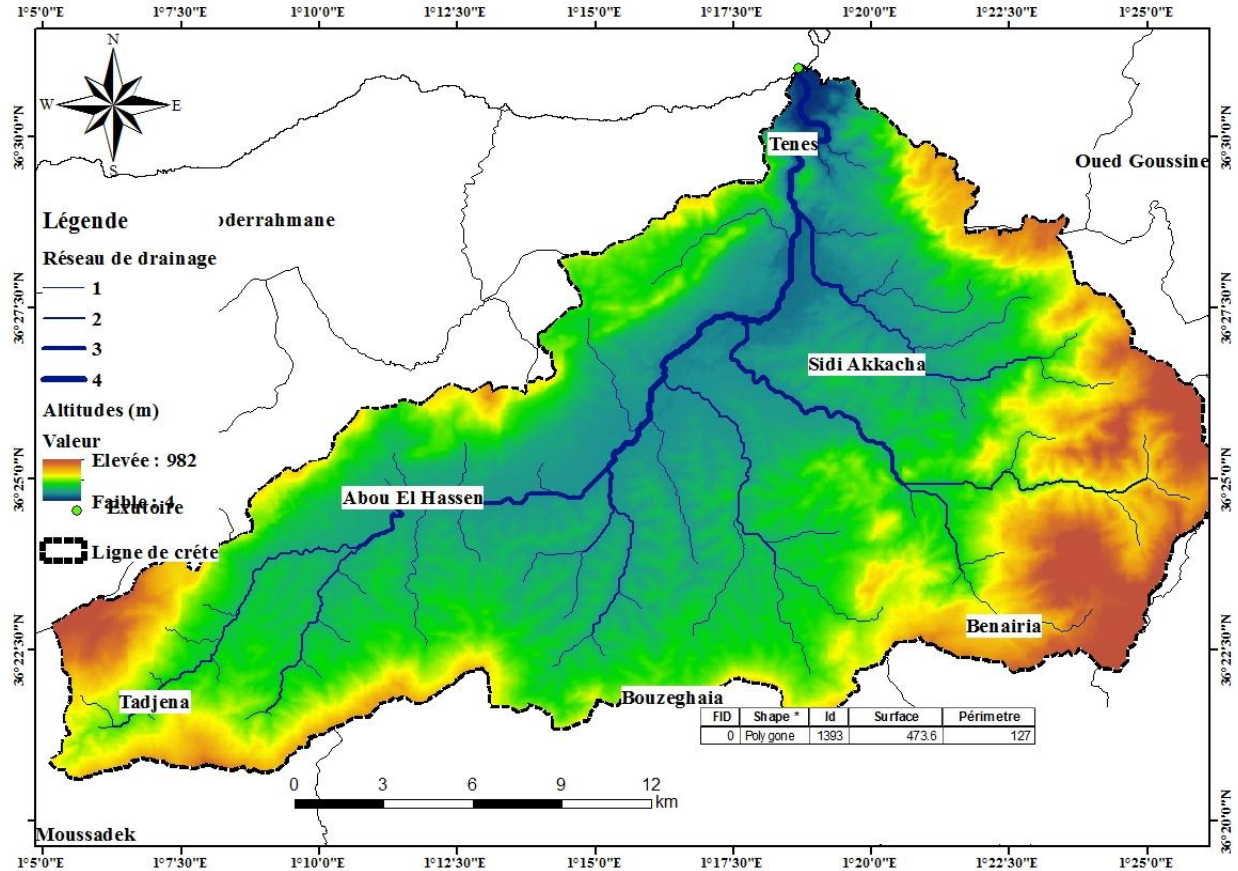 1°5'0"E 1°7'30"E 1°10'0"E 1°12'30"E 1°15'0"E 1°17'30"E 1°20'0"E 1°22'30"E 1°25'0"E
N
W E
S
36°30'0"N 36°30'0"N
Tenes
Oued Goussine
Légende
Réseau de drainage
1
2
3
4
Altitudes (m)
Valeur
Elevée : 982
Faible : 4
Exutoire
Ligne de créte
oderrahmane
36°27'30"N 36°27'30"N
Sidi Akkacha
36°25'0"N 36°25'0"N
Abou El Hassen
36°22'30"N 36°22'30"N
Benairia
Tadjena
Bouzeghaia
FID Shape * Id Surface Périmetre
0 Polygone 1393 473.6 127
0 3 6 9 12
km
36°20'0"N 36°20'0"N
Moussadek
1°5'0"E 1°7'30"E 1°10'0"E 1°12'30"E 1°15'0"E 1°17'30"E 1°20'0"E 1°22'30"E 1°25'0"E